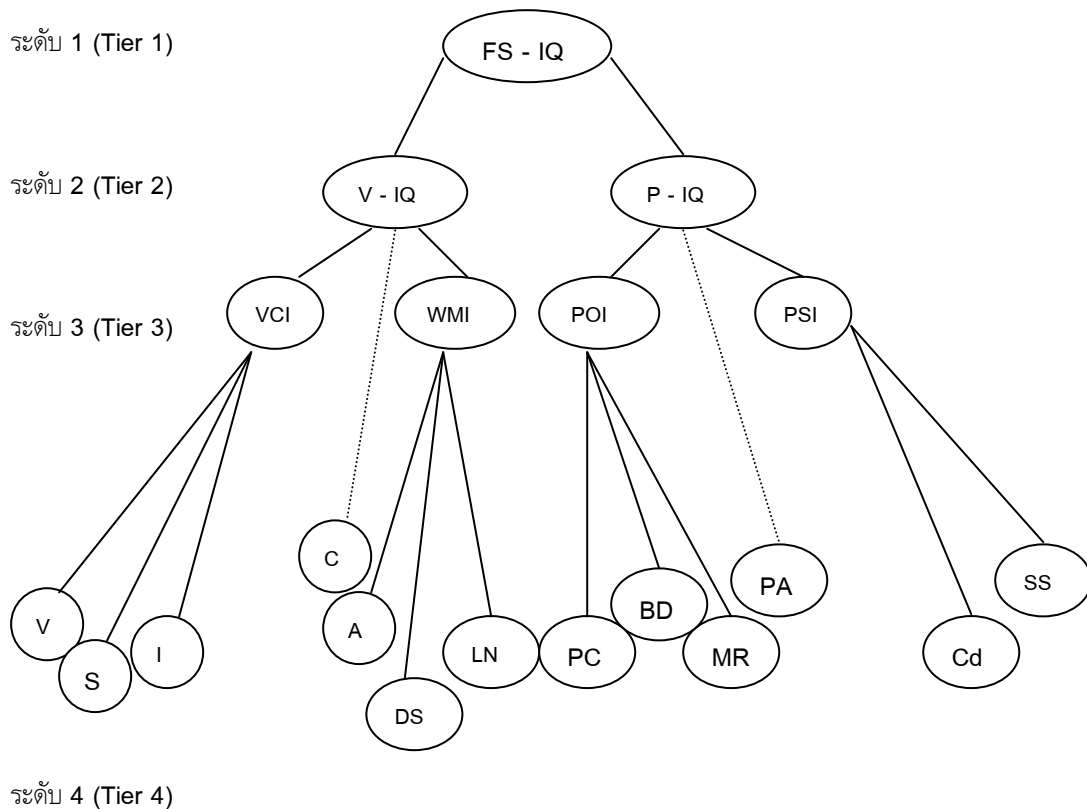 ระดับ 1 (Tier 1)
FS - IQ
ระดับ 2 (Tier 2)
V - IQ
P - IQ
ระดับ 3 (Tier 3)
VCI
WMI
POI
PSI
V
S
I
C
A
DS
LN
PC
BD
MR
PA
Cd
SS
ระดับ 4 (Tier 4)